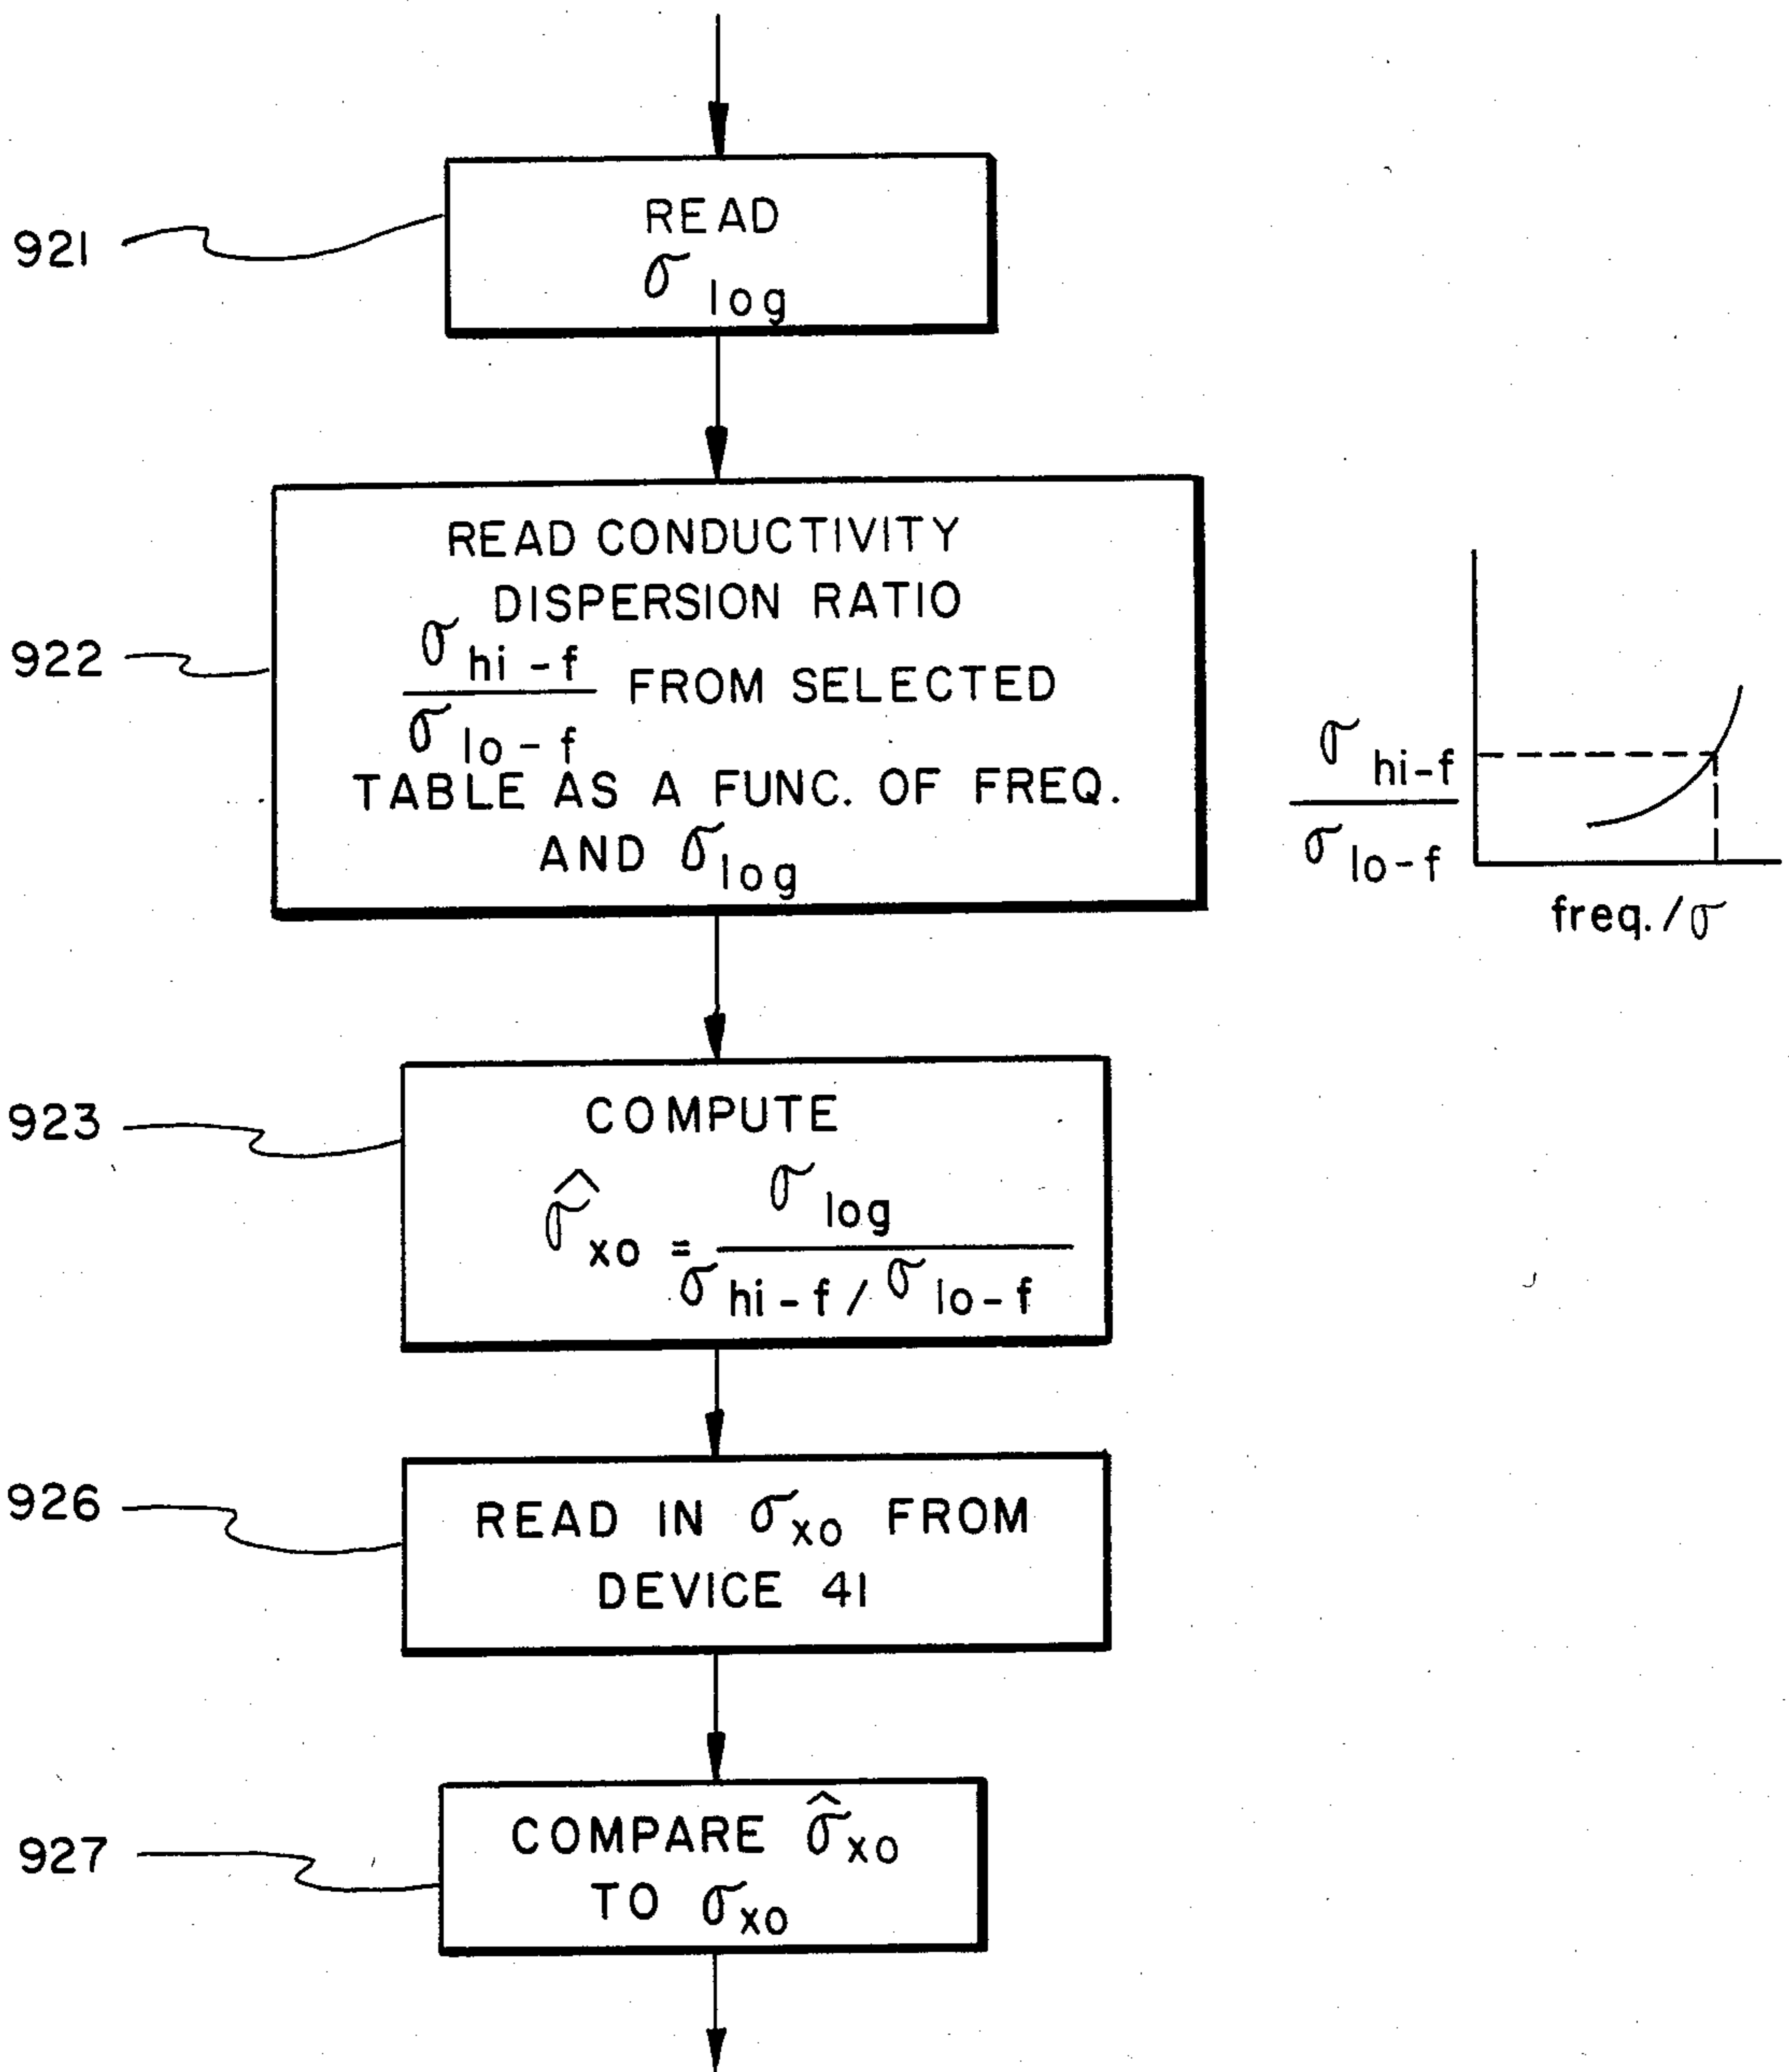 921
READ
σ log
922
READ CONDUCTIVITY
DISPERSION RATIO
σ hi-f
FROM SELECTED
σ lo-f
TABLE AS A FUNC. OF FREQ.
AND σ log
σ hi-f
σ lo-f
freq./σ
923
COMPUTE
σ log
σ̂ xo =
σ hi-f / σ lo-f
926
READ IN σxo FROM
DEVICE 41
927
COMPARE σ̂xo
TO σxo